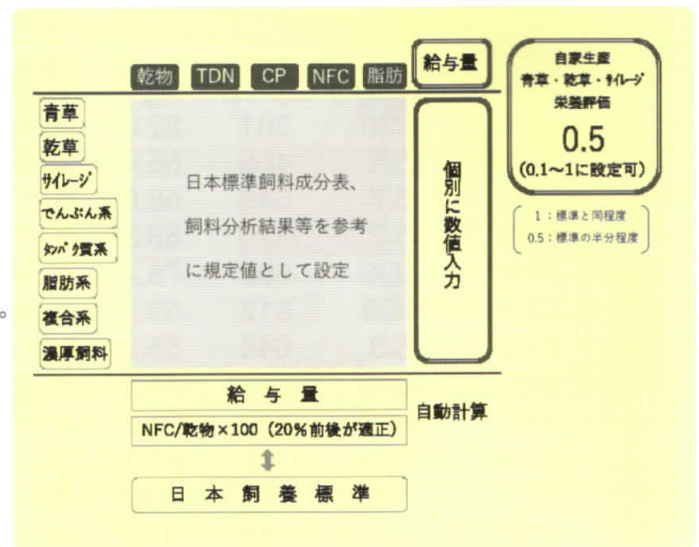 乾物 TDN CP NFC 脂肪 給与量
青草
乾草
サイレージ
でんぷん系
タンパク質系
脂肪系
複合系
濃厚飼料
日本標準飼料成分表、
飼料分析結果等を参考
に規定値として設定
個別に数値入力
自家生産
青草・乾草・サイレージ
栄養評価
0.5
(0.1～1に設定可)
1：標準と同程度
0.5：標準の半分程度
給与量
NFC/乾物×100（20%前後が適正）
自動計算
日本飼養標準
。